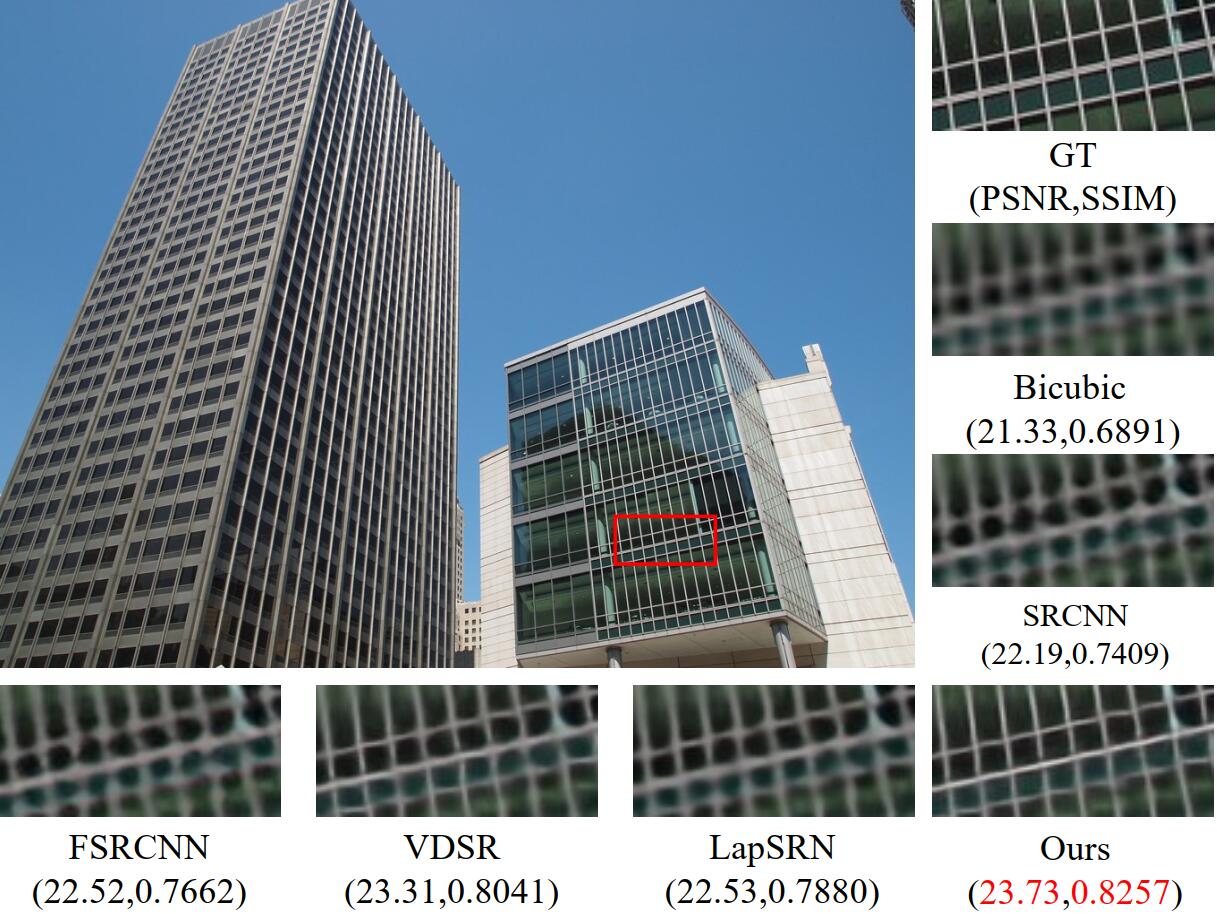 GT
(PSNR,SSIM)
Bicubic
(21.33,0.6891)
SRCNN
(22.19,0.7409)
FSRCNN
(22.52,0.7662)
VDSR
(23.31,0.8041)
LapSRN
(22.53,0.7880)
Ours
(23.73,0.8257)